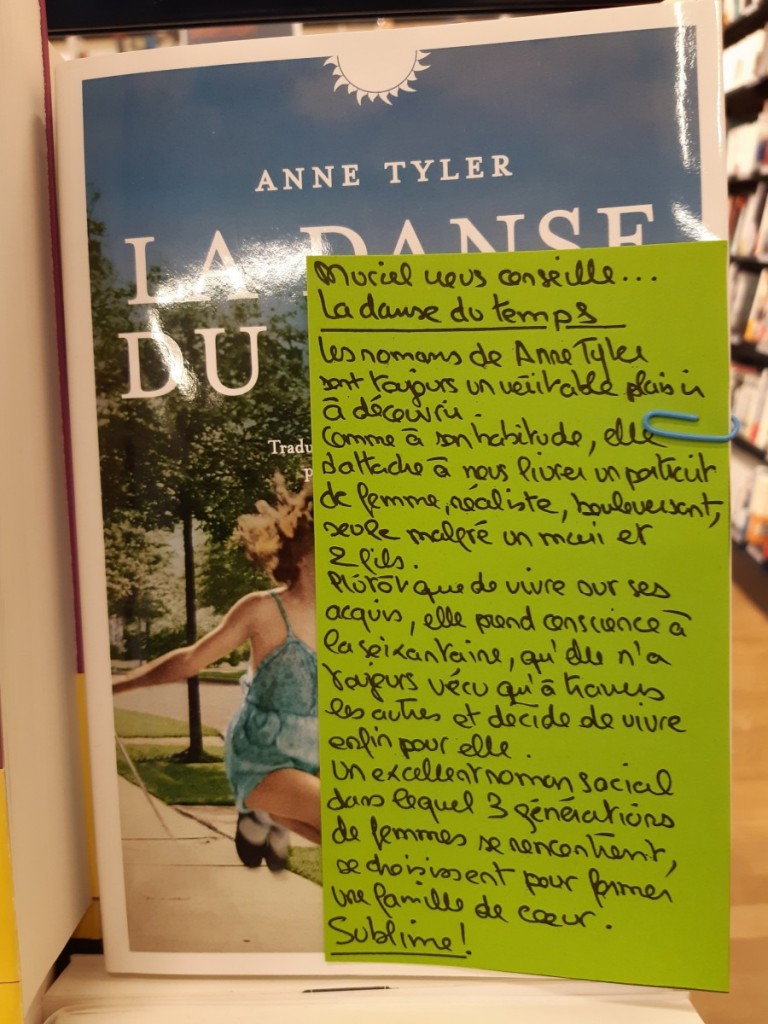 ANNE TYLER
LA DANSE
DU
Tradu
P
Muriel vous conseille...
La danse du temps
Les romans de Anne Tyler
sont toujours un véritable plaisir
à découvrir.
Comme à son habitude, elle
s'attache à nous livrer un portrait
de femme, réaliste, bouleversant,
seule malgré un mari et
2 fils.
Plutôt que de vivre sur ses
acquis, elle prend conscience à
la soixantaine, qu'elle n'a
toujours vécu qu'à travers
les autres et décide de vivre
enfin pour elle.
Un excellent roman social
dans lequel 3 générations
de femmes se rencontrent,
se choisissent pour former
une famille de cœur.
Sublime!